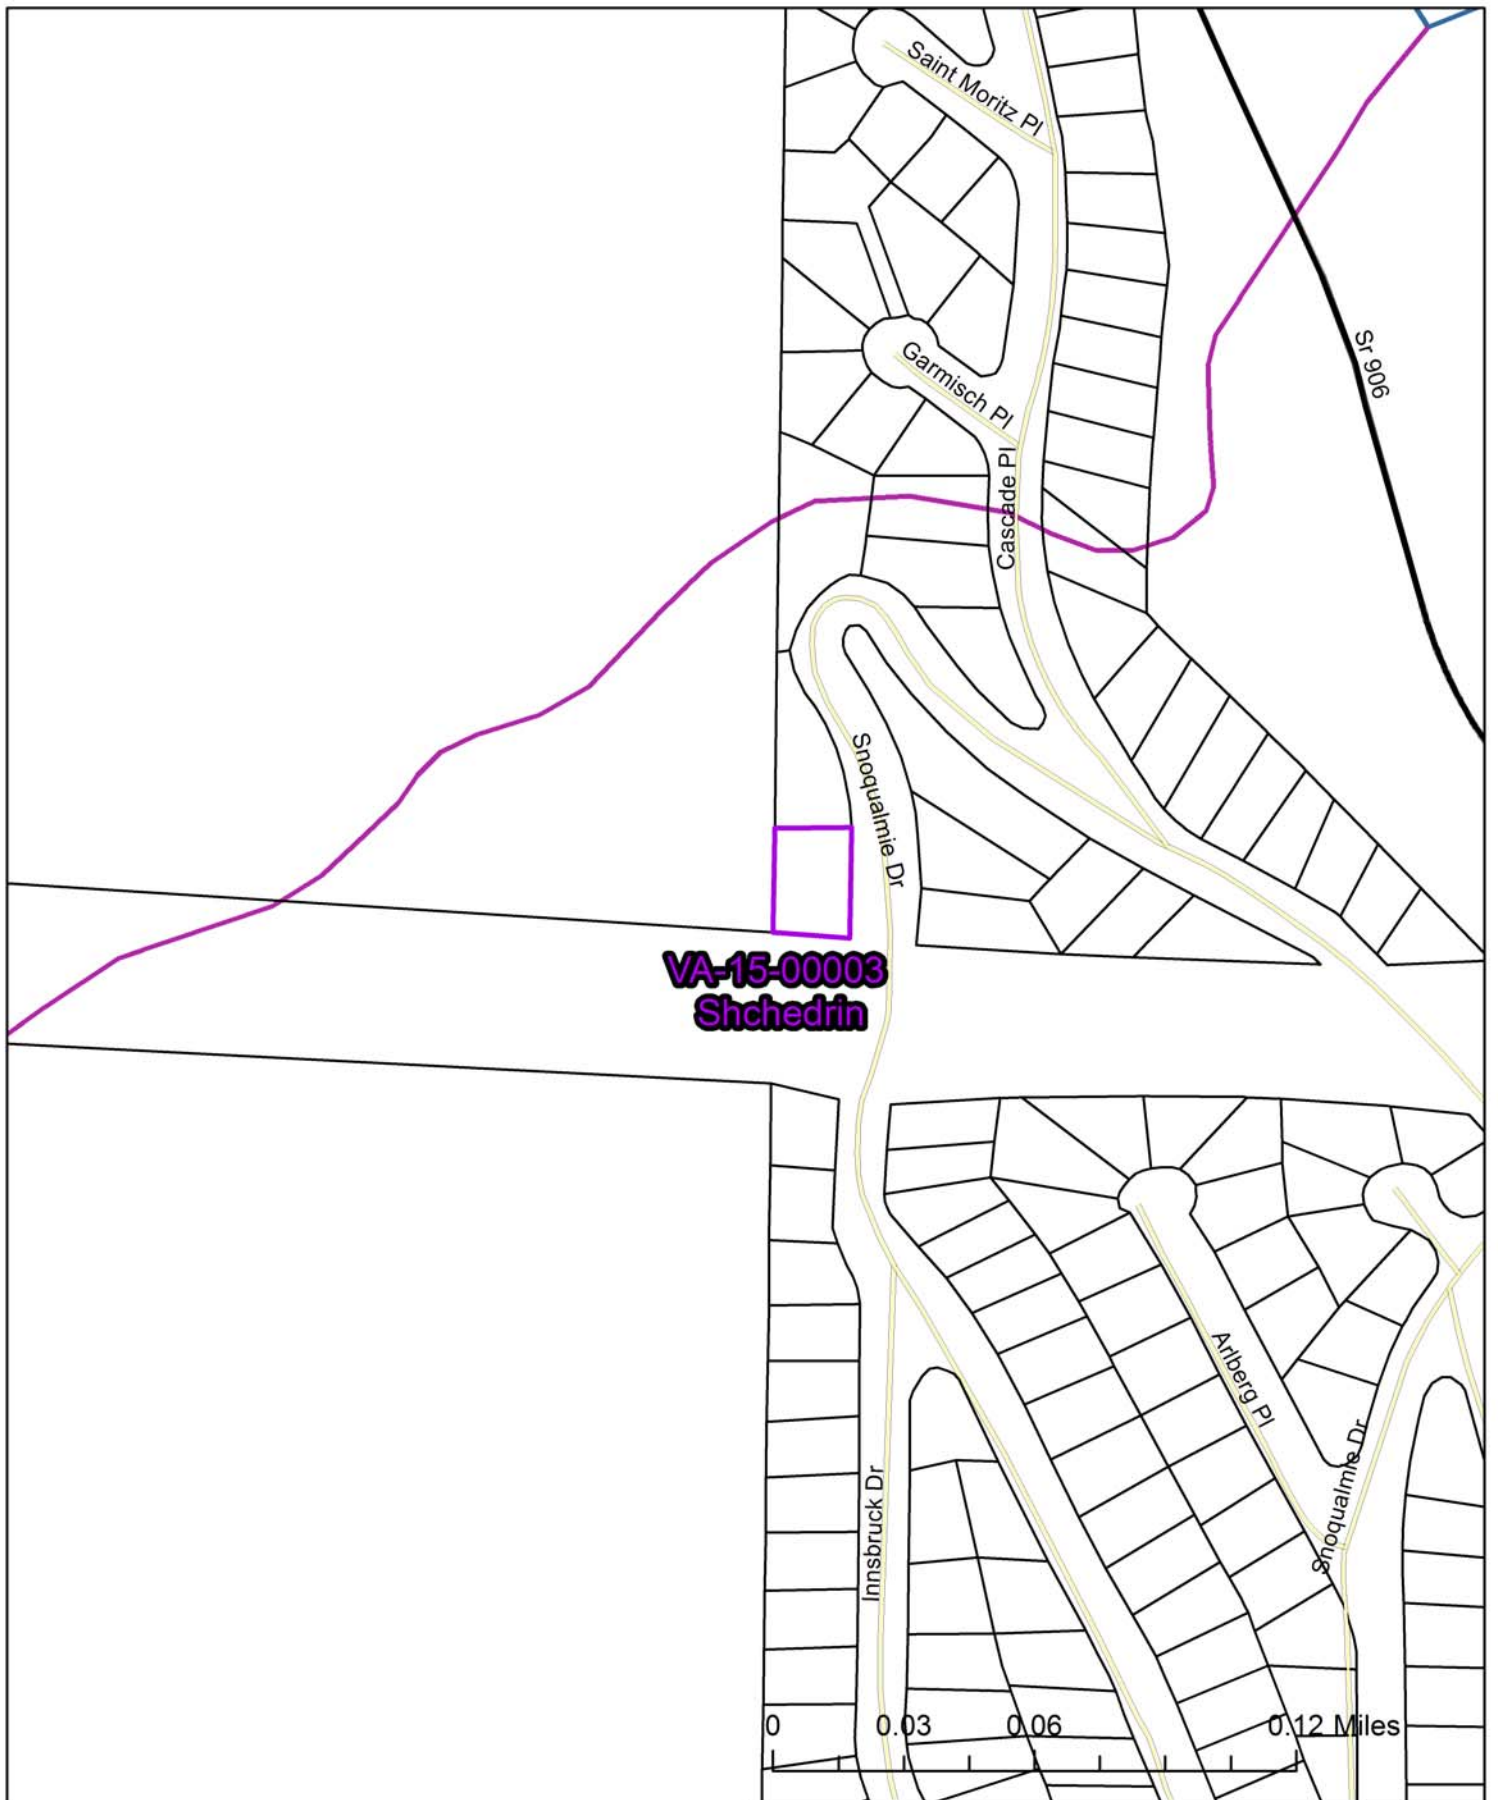 Saint Moritz Pl
Sr 906
Garmisch Pl
Cascade Pl
Snoqualmie Dr
VA-15-00003
Shchedrin
Arlberg Pl
Snoqualmie Dr
Innsbruck Dr
0 0.03 0.06 0.12 Miles